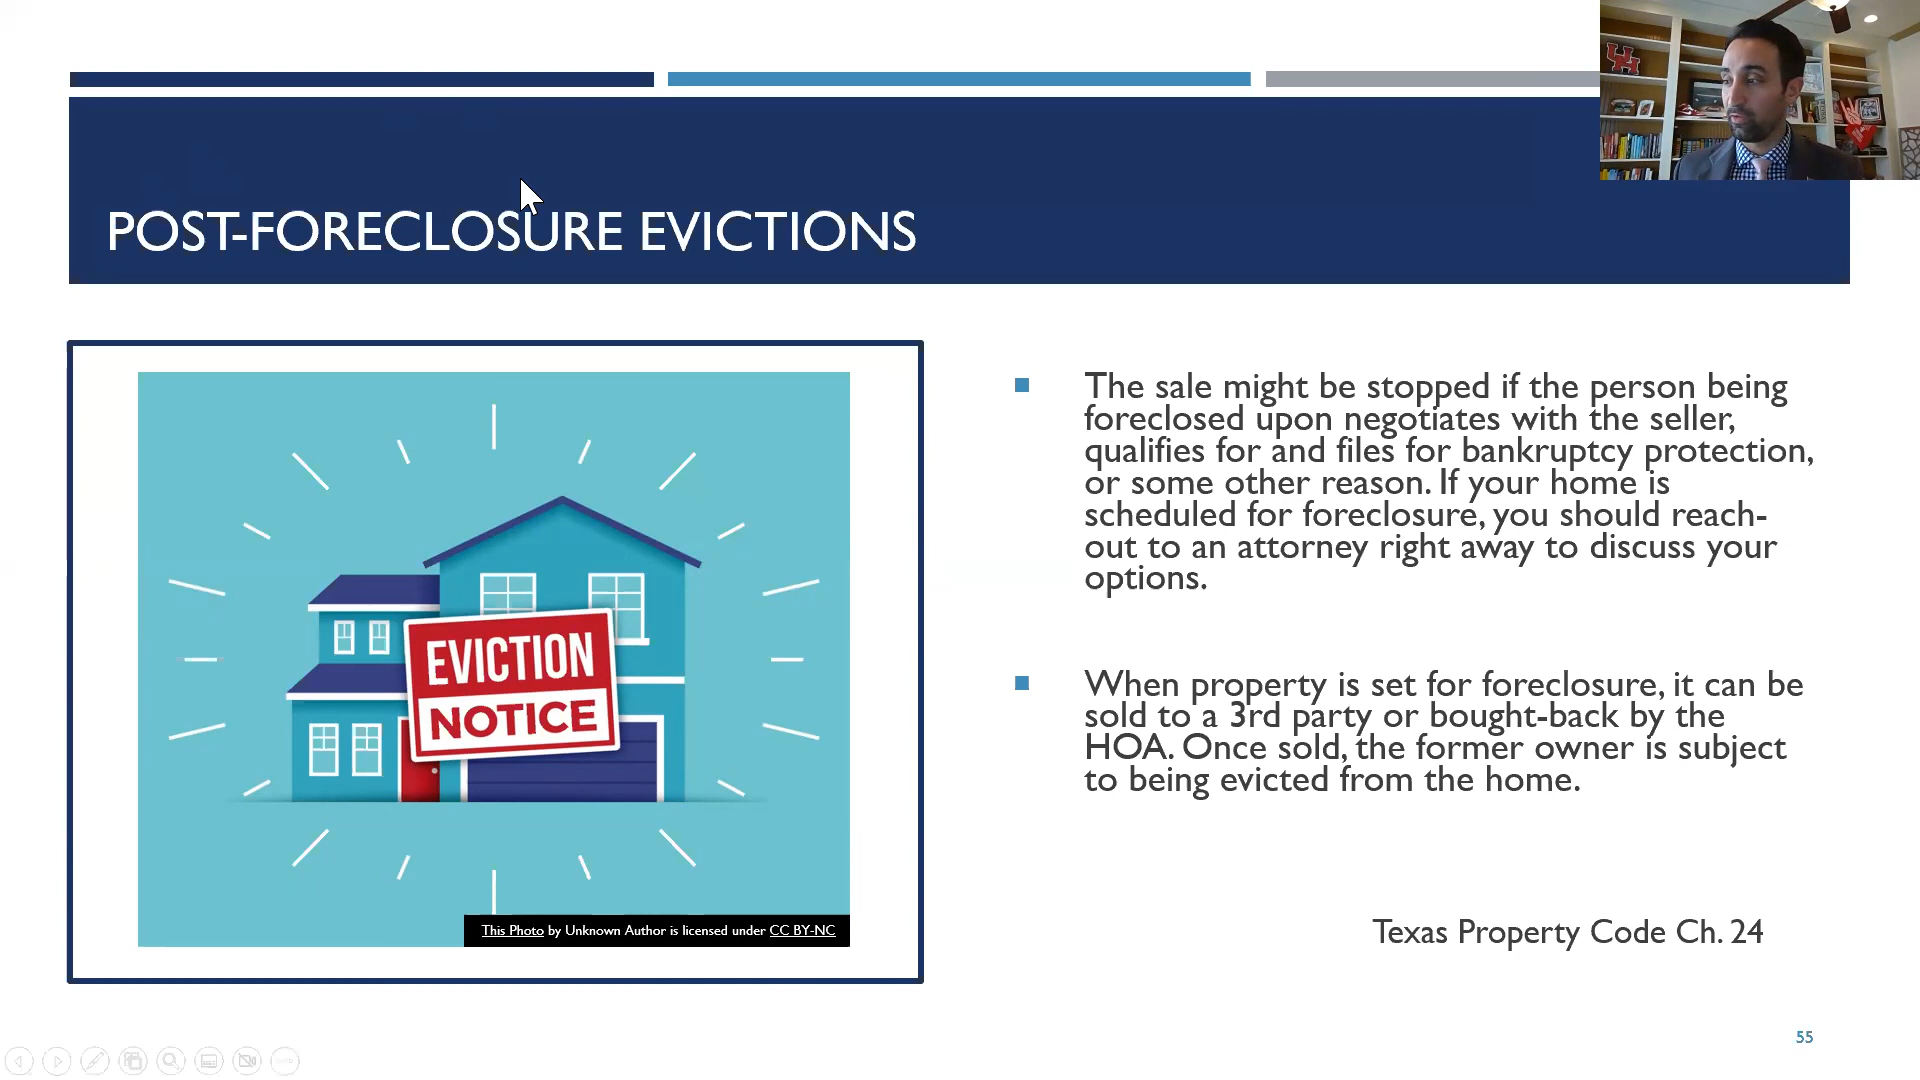 POST-FORECLOSURE EVICTIONS
EVICTION
NOTICE
This Photo by Unknown Author is licensed under CC BY-NC
The sale might be stopped if the person being
foreclosed upon negotiates with the seller,
qualifies for and files for bankruptcy protection,
or some other reason. If your home is
scheduled for foreclosure, you should reach-
out to an attorney right away to discuss your
options.
When property is set for foreclosure, it can be
sold to a 3rd party or bought-back by the
HOA. Once sold, the former owner is subject
to being evicted from the home.
Texas Property Code Ch. 24
55